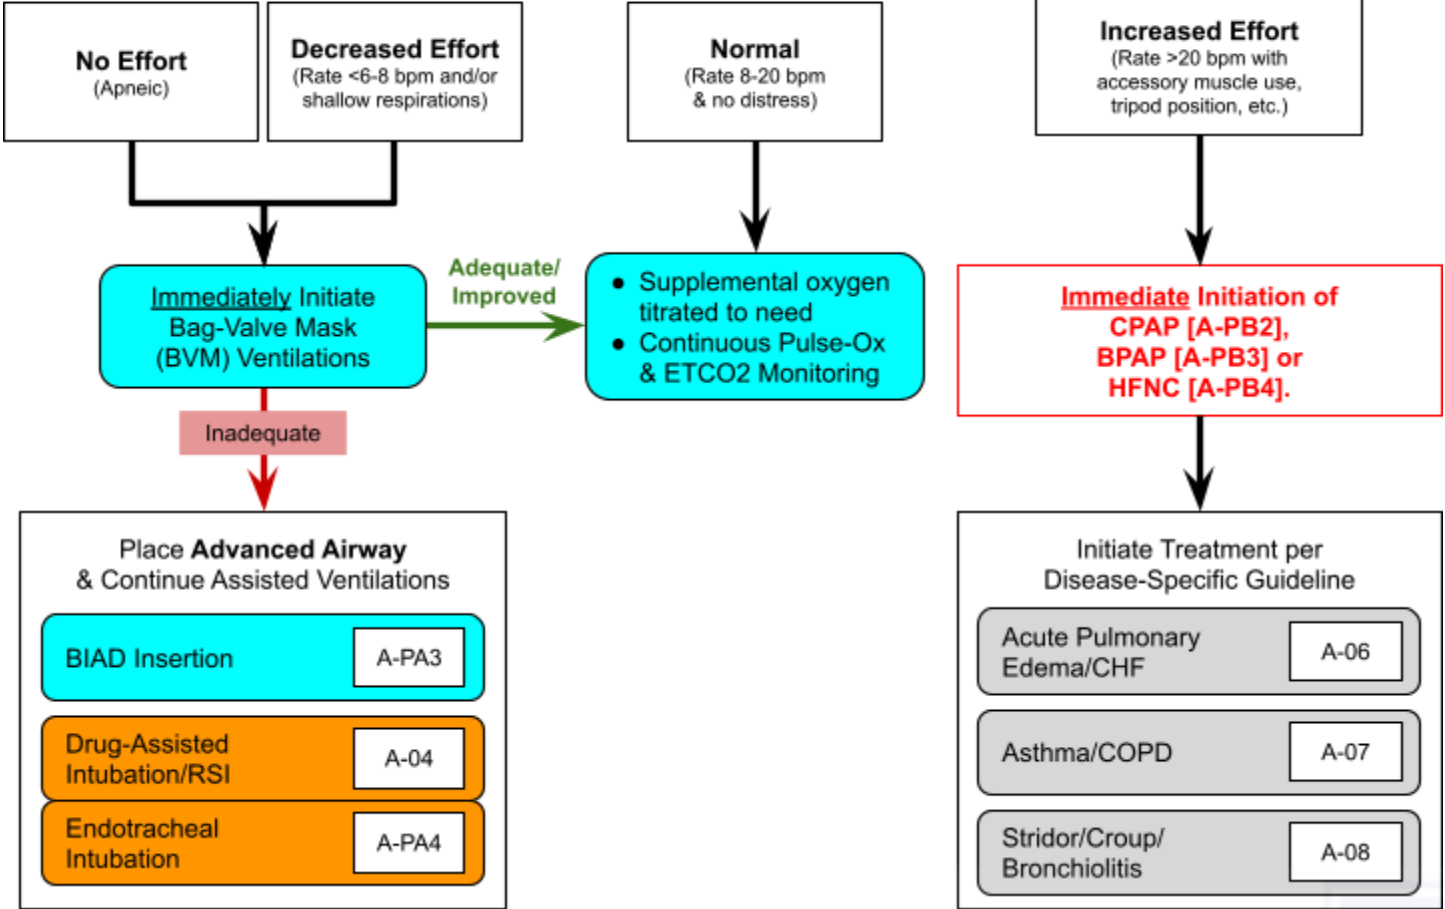 No Effort
(Apneic)
Decreased Effort
(Rate <6-8 bpm and/or
shallow respirations)
Normal
(Rate 8-20 bpm
& no distress)
Increased Effort
(Rate >20 bpm with
accessory muscle use,
tripod position, etc.)
Immediately Initiate
Bag-Valve Mask
(BVM) Ventilations
Adequate/
Improved
● Supplemental oxygen
titrated to need
● Continuous Pulse-Ox
& ETCO2 Monitoring
Immediate Initiation of
CPAP [A-PB2],
BPAP [A-PB3] or
HFNC [A-PB4].
Inadequate
Place Advanced Airway
& Continue Assisted Ventilations
BIAD Insertion
A-PA3
Drug-Assisted
Intubation/RSI
A-04
Endotracheal
Intubation
A-PA4
Initiate Treatment per
Disease-Specific Guideline
Acute Pulmonary
Edema/CHF
A-06
Asthma/COPD
A-07
Stridor/Croup/
Bronchiolitis
A-08